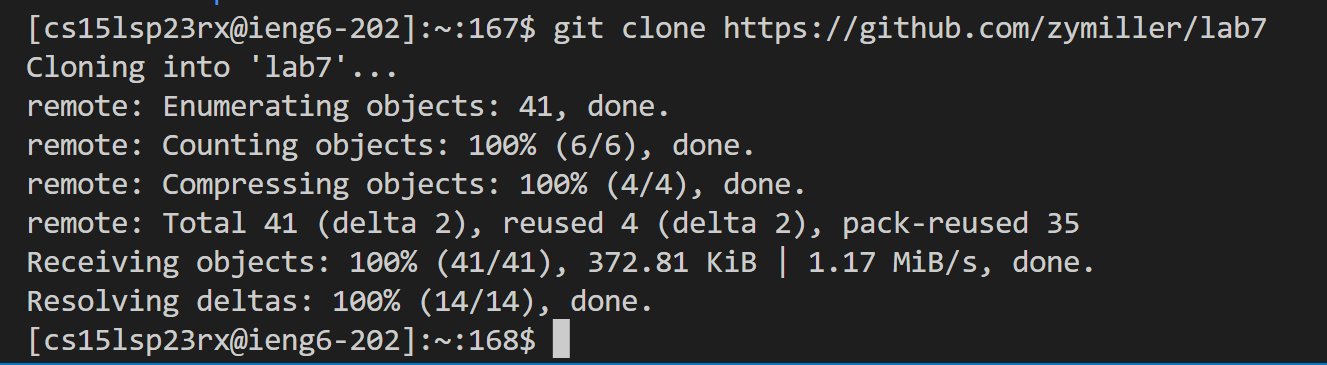 [cs15lsp23rx@ieng6-202]:~:167$ git clone https://github.com/zymiller/lab7
Cloning into 'lab7'...
remote: Enumerating objects: 41, done.
remote: Counting objects: 100% (6/6), done.
remote: Compressing objects: 100% (4/4), done.
remote: Total 41 (delta 2), reused 4 (delta 2), pack-reused 35
Receiving objects: 100% (41/41), 372.81 KiB | 1.17 MiB/s, done.
Resolving deltas: 100% (14/14), done.
[cs15lsp23rx@ieng6-202]:~:168$